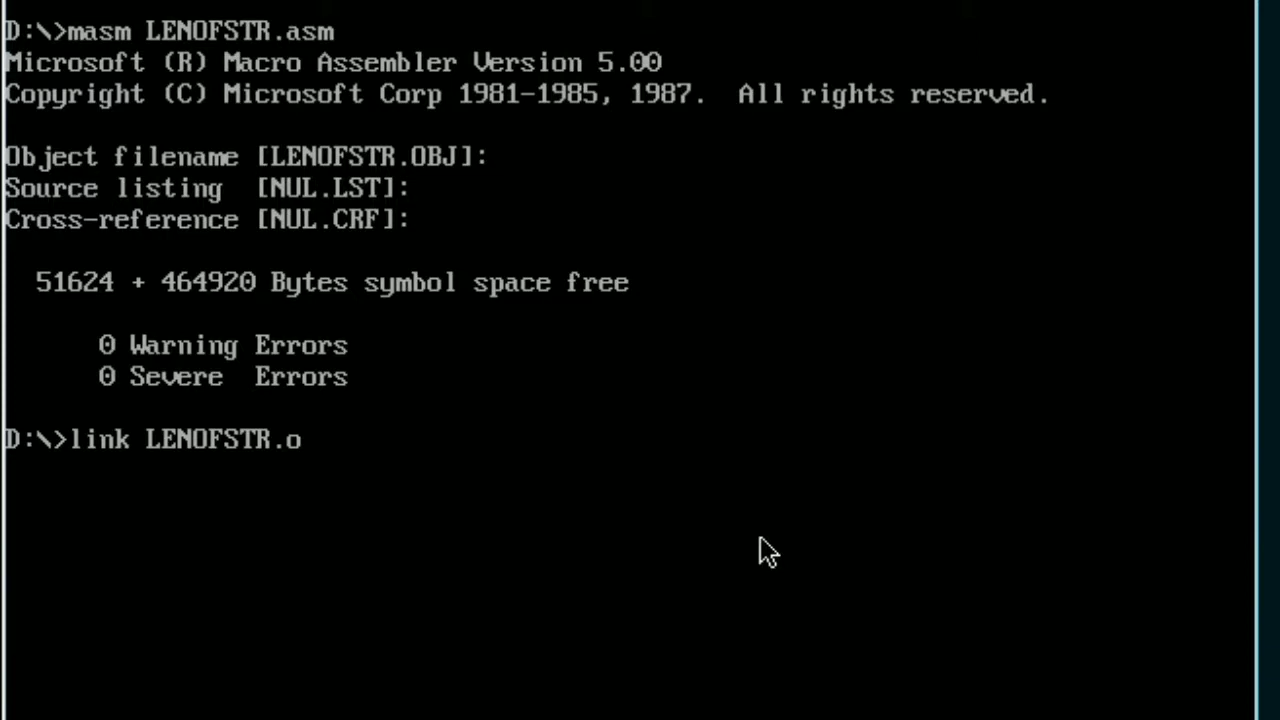 D:\>masm LENOFSTR.asm
Microsoft (R) Macro Assembler Version 5.00
Copyright (C) Microsoft Corp 1981-1985, 1987.  All rights reserved.
Object filename [LENOFSTR.OBJ]:
Source listing  [NUL.LST]:
Cross-reference [NUL.CRF]:
51624 + 464920 Bytes symbol space free
0 Warning Errors
0 Severe  Errors
D:\>link LENOFSTR.o